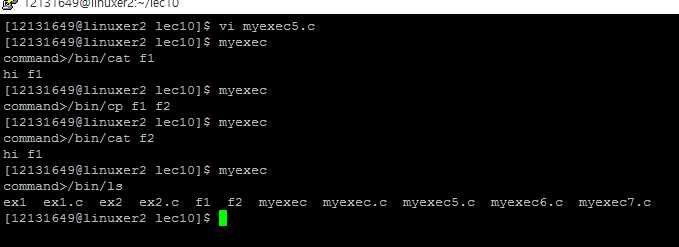 12131649@linuxer2:~/lec10
[12131649@linuxer2 lec10]$ vi myexec5.c
[12131649@linuxer2 lec10]$ myexec
command>/bin/cat f1
hi f1
[12131649@linuxer2 lec10]$ myexec
command>/bin/cp f1 f2
[12131649@linuxer2 lec10]$ myexec
command>/bin/cat f2
hi f1
[12131649@linuxer2 lec10]$ myexec
command>/bin/ls
ex1  ex1.c  ex2  ex2.c  f1  f2  myexec  myexec.c  myexec5.c  myexec6.c  myexec7.c
[12131649@linuxer2 lec10]$